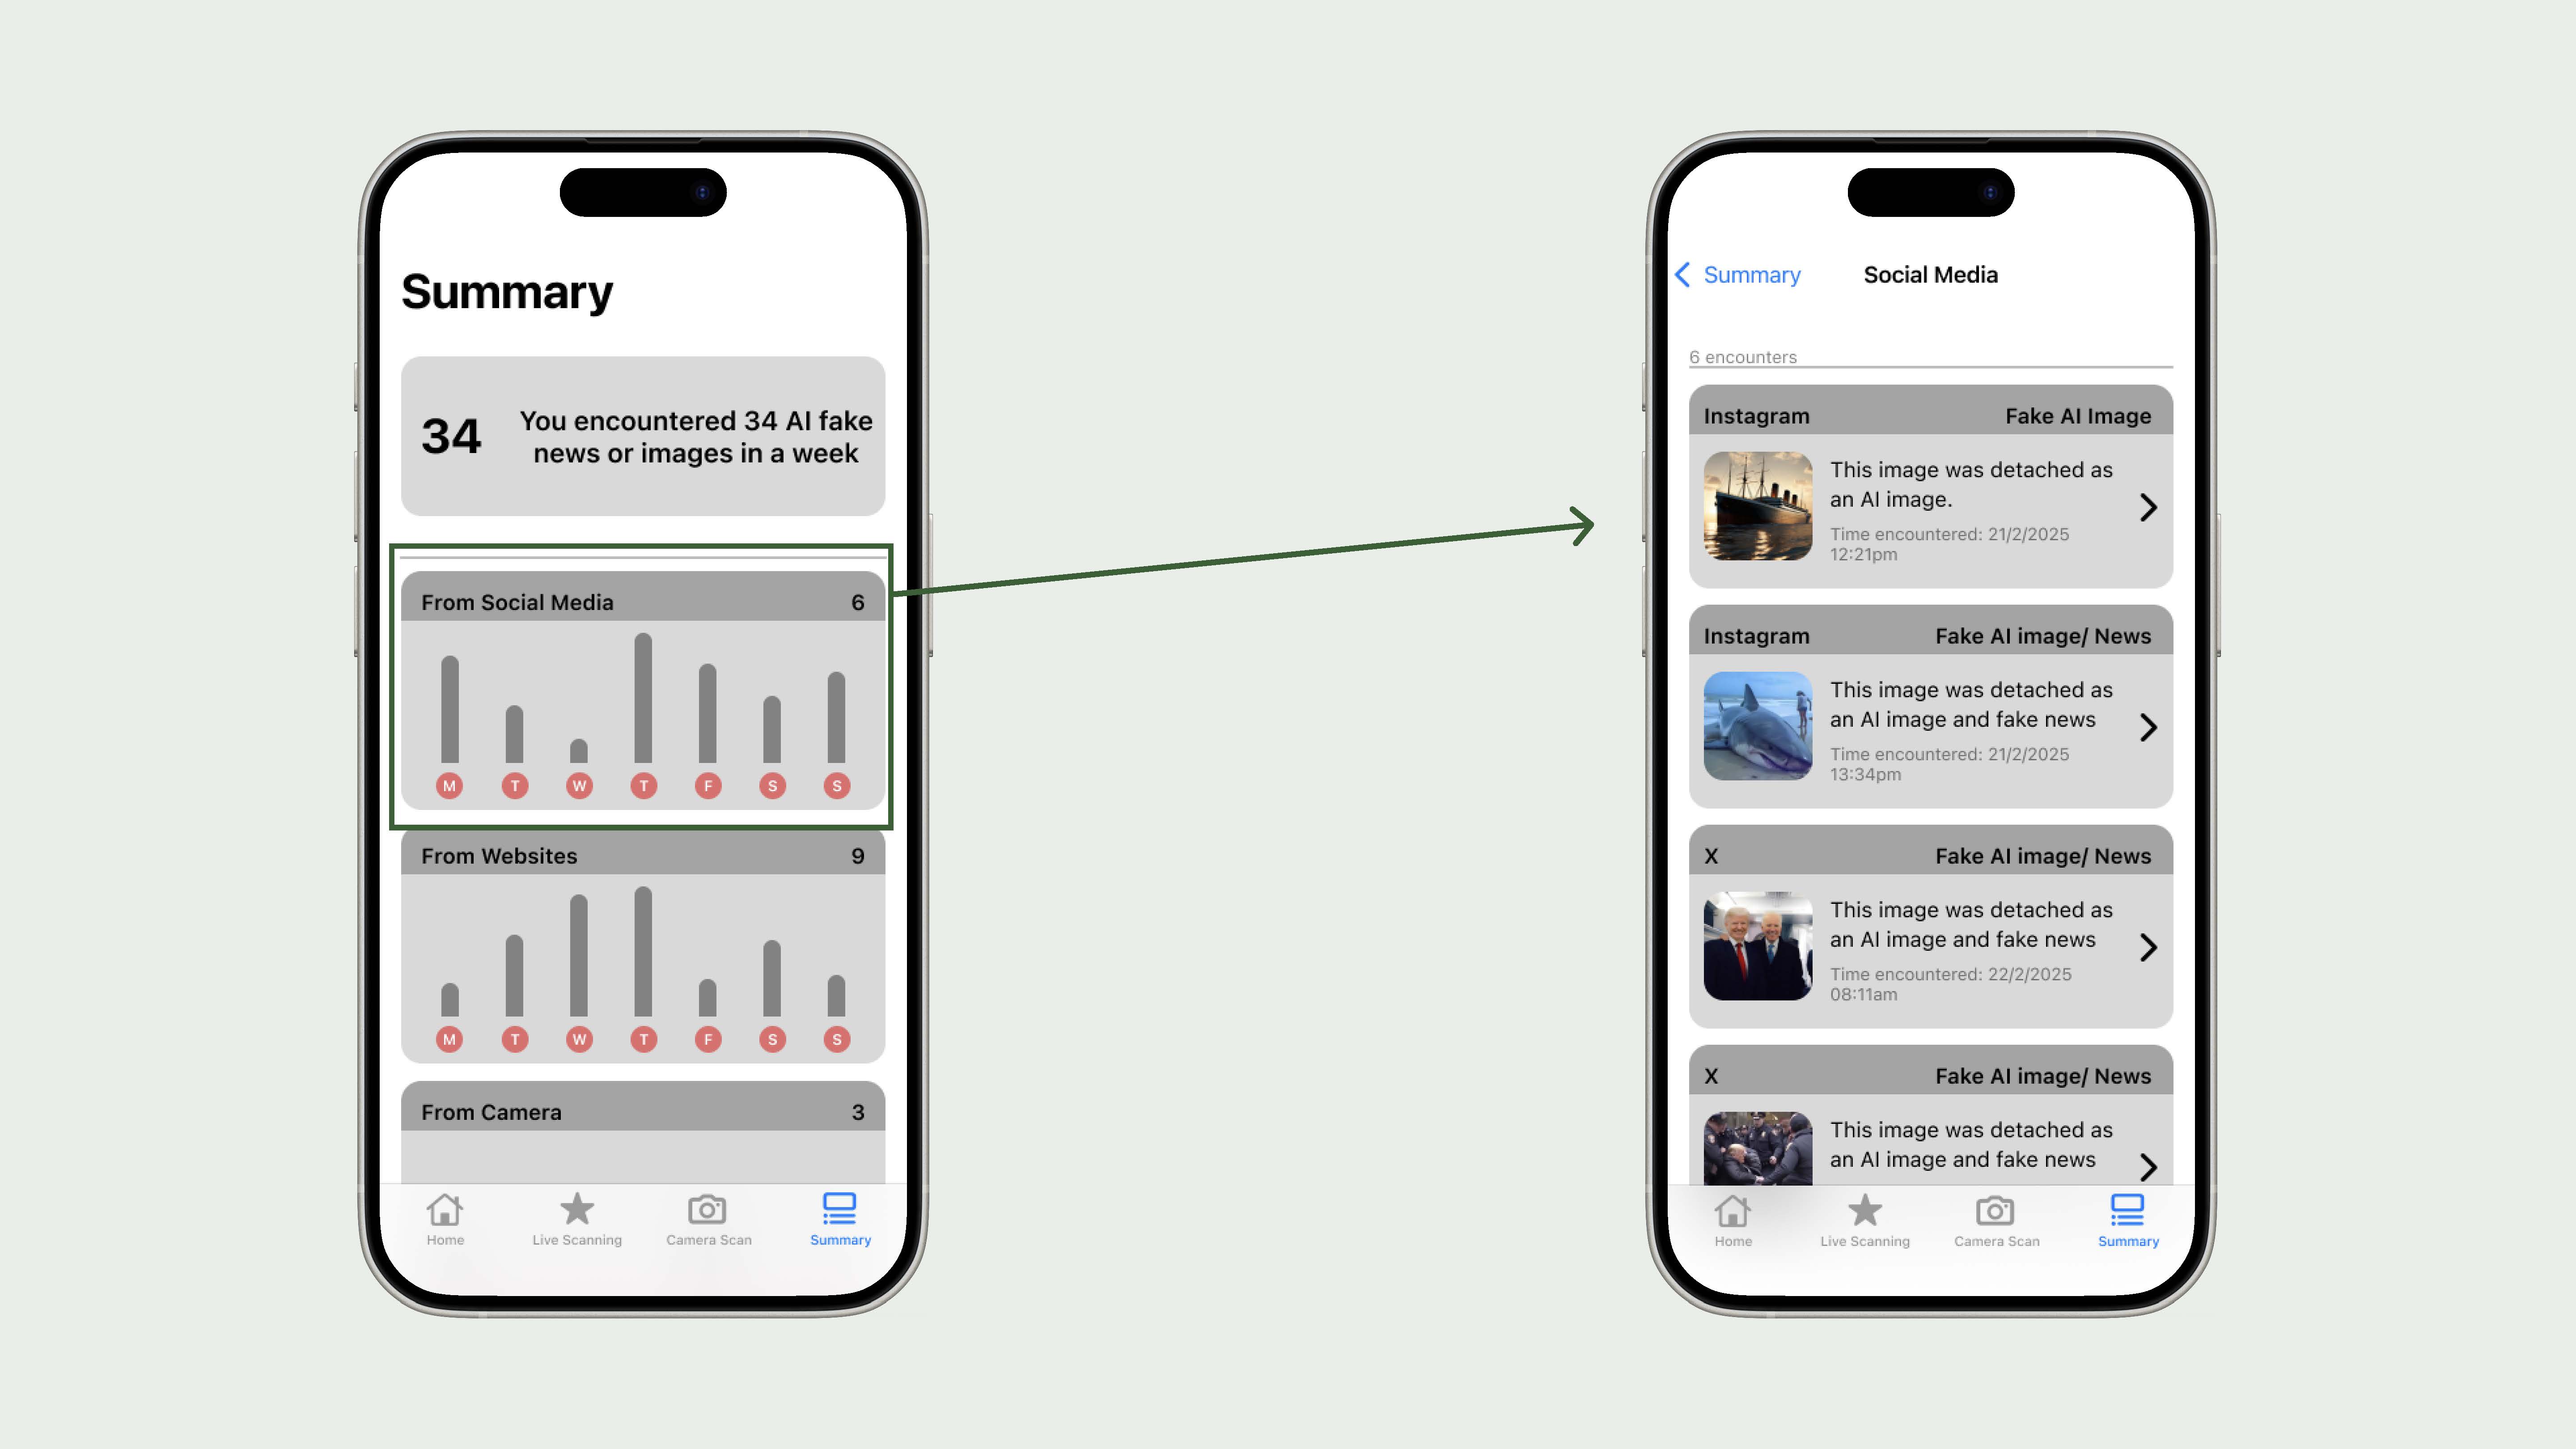 Summary
34
You encountered 34 AI fake
news or images in a week
From Social Media 6
M T W T F S S
From Websites 9
M T W T F S S
From Camera 3
Home Live Scanning Camera Scan Summary
Summary Social Media
6 encounters
Instagram Fake AI Image
This image was detached as
an AI image.
Time encountered: 21/2/2025
12:21pm
Instagram Fake AI image/ News
This image was detached as
an AI image and fake news
Time encountered: 21/2/2025
13:34pm
X Fake AI image/ News
This image was detached as
an AI image and fake news
Time encountered: 22/2/2025
08:11am
X Fake AI image/ News
This image was detached as
an AI image and fake news
Home Live Scanning Camera Scan Summary